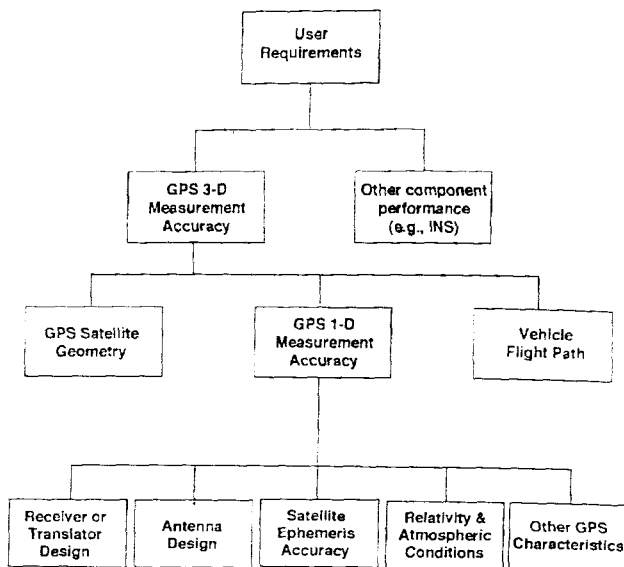 User
Requirements
GPS 3-D
Measurement
Accuracy
Other component
performance
(e.g., INS)
GPS Satellite
Geometry
GPS 1-D
Measurement
Accuracy
Vehicle
Flight Path
Receiver or
Translator
Design
Antenna
Design
Satellite
Ephemeris
Accuracy
Relativity &
Atmospheric
Conditions
Other GPS
Characteristics